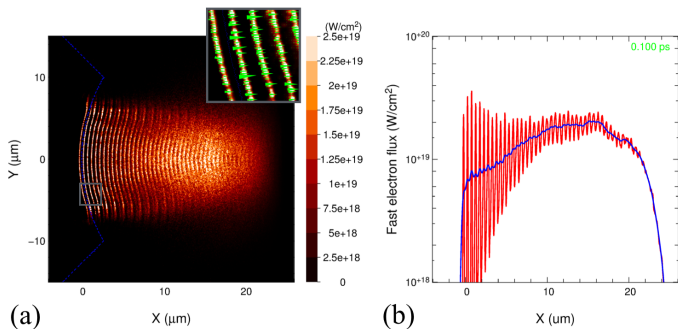 (W/cm²)
2.5e+19
2.25e+19
2e+19
1.75e+19
1.5e+19
1.25e+19
1e+19
7.5e+18
5e+18
2.5e+18
0
Y (μm)
10
0
−10
0
10
20
X (μm)
(a)
0.100 ps
Fast electron flux (W/cm²)
10+20
10+19
10+18
0
10
20
X (um)
(b)